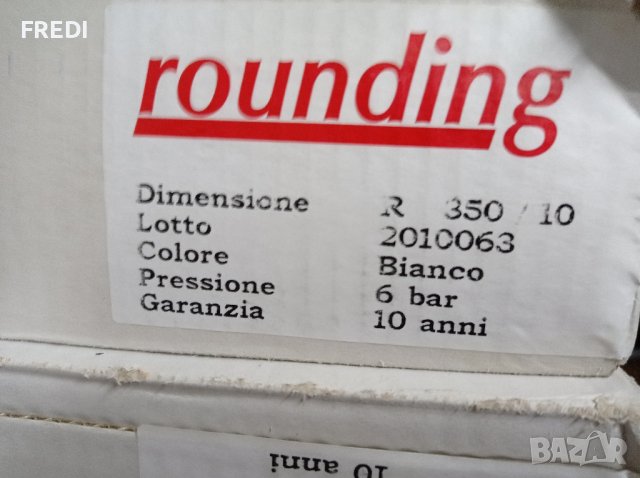 FREDI
rounding
Dimensione R 350/10
Lotto 2010063
Colore Bianco
Pressione 6 bar
Garanzia 10 anni
10 anni
BAZAR